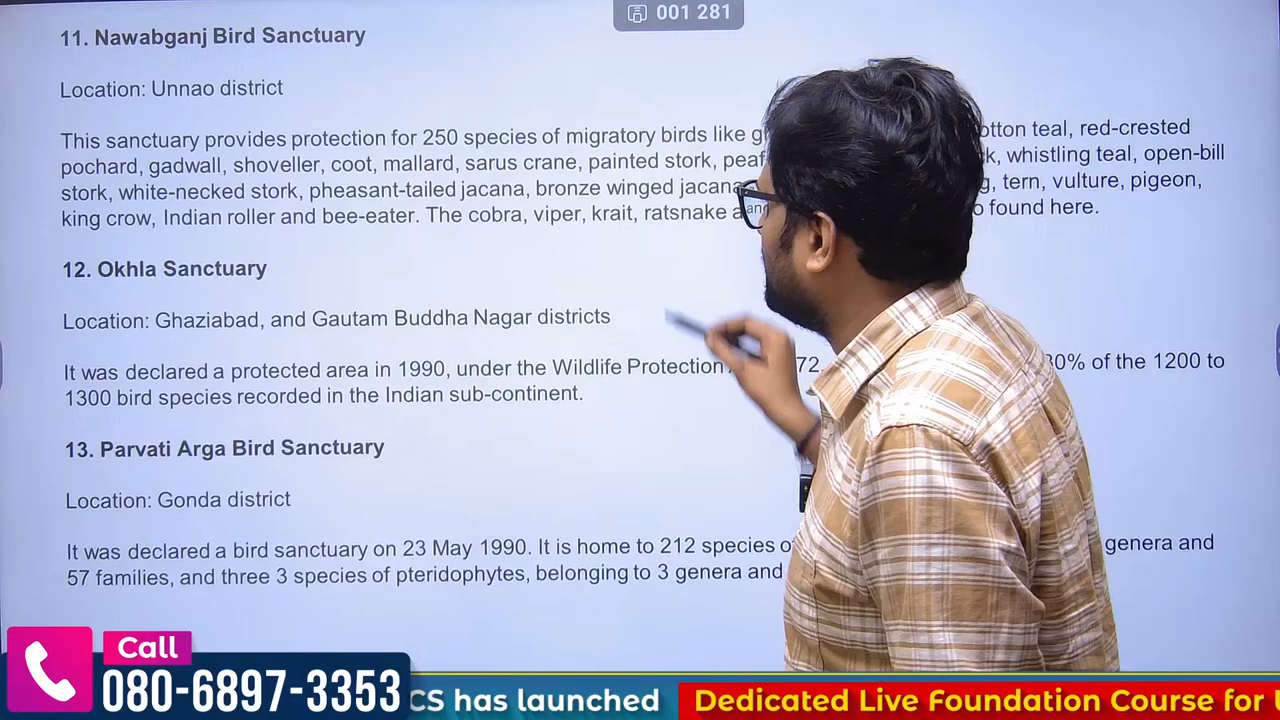 001 281
11. Nawabganj Bird Sanctuary
Location: Unnao district
This sanctuary provides protection for 250 species of migratory birds like otton teal, red-crested
pochard, gadwall, shoveller, coot, mallard, sarus crane, painted stork, whistling teal, open-bill
stork, white-necked stork, pheasant-tailed jacana, bronze winged jacana tern, vulture, pigeon,
king crow, Indian roller and bee-eater. The cobra, viper, krait, ratsnake and found here.
12. Okhla Sanctuary
Location: Ghaziabad, and Gautam Buddha Nagar districts
It was declared a protected area in 1990, under the Wildlife Protection 72. 30% of the 1200 to
1300 bird species recorded in the Indian sub-continent.
13. Parvati Arga Bird Sanctuary
Location: Gonda district
It was declared a bird sanctuary on 23 May 1990. It is home to 212 species genera and
57 families, and three 3 species of pteridophytes, belonging to 3 genera and
Call
080-6897-3353
CS has launched
Dedicated Live Foundation Course for